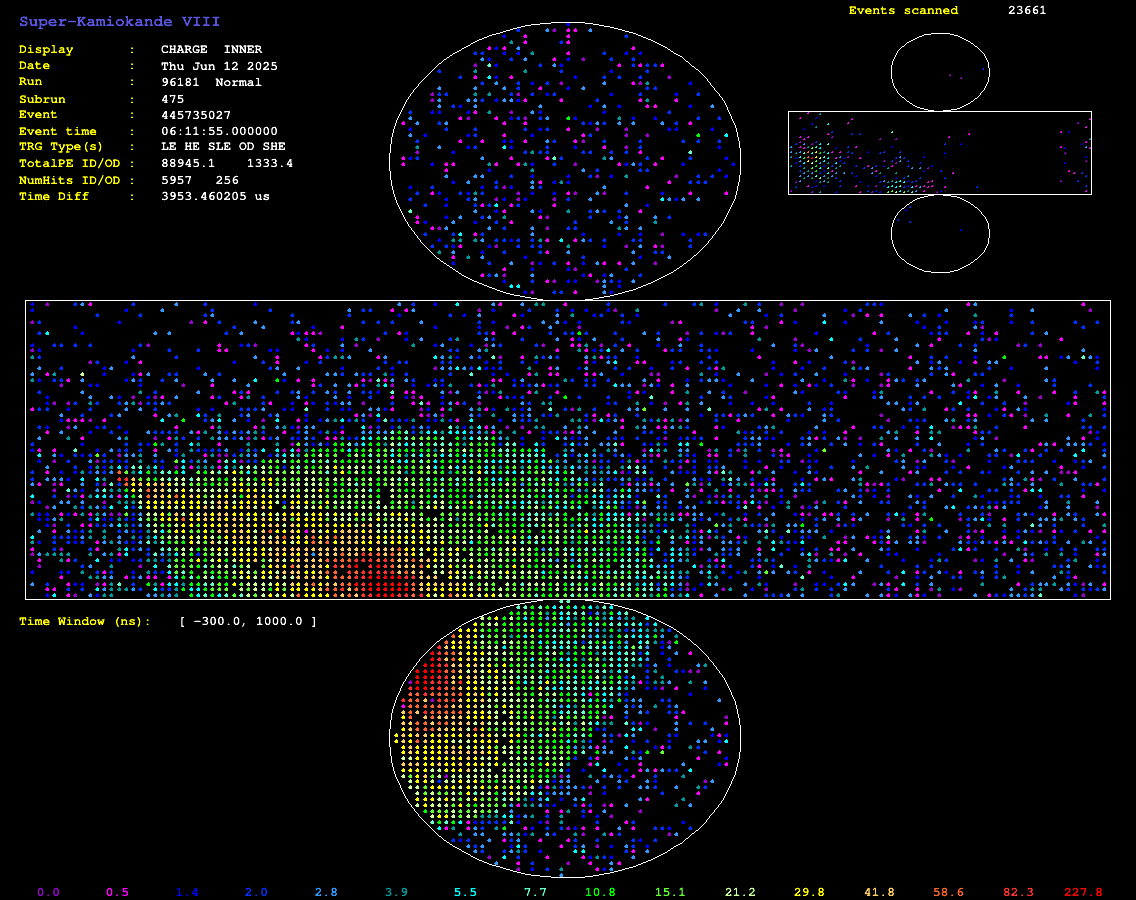 Super-Kamiokande VIII
Events scanned 23661
Display : CHARGE INNER
Date : Thu Jun 12 2025
Run : 96181 Normal
Subrun : 475
Event : 445735027
Event time : 06:11:55.000000
TRG Type(s) : LE HE SLE OD SHE
TotalPE ID/OD : 88945.1 1333.4
NumHits ID/OD : 5957 256
Time Diff : 3953.460205 us
Time Window (ns): [ -300.0, 1000.0 ]
0.0 0.5 1.4 2.0 2.8 3.9 5.5 7.7 10.8 15.1 21.2 29.8 41.8 58.6 82.3 227.8